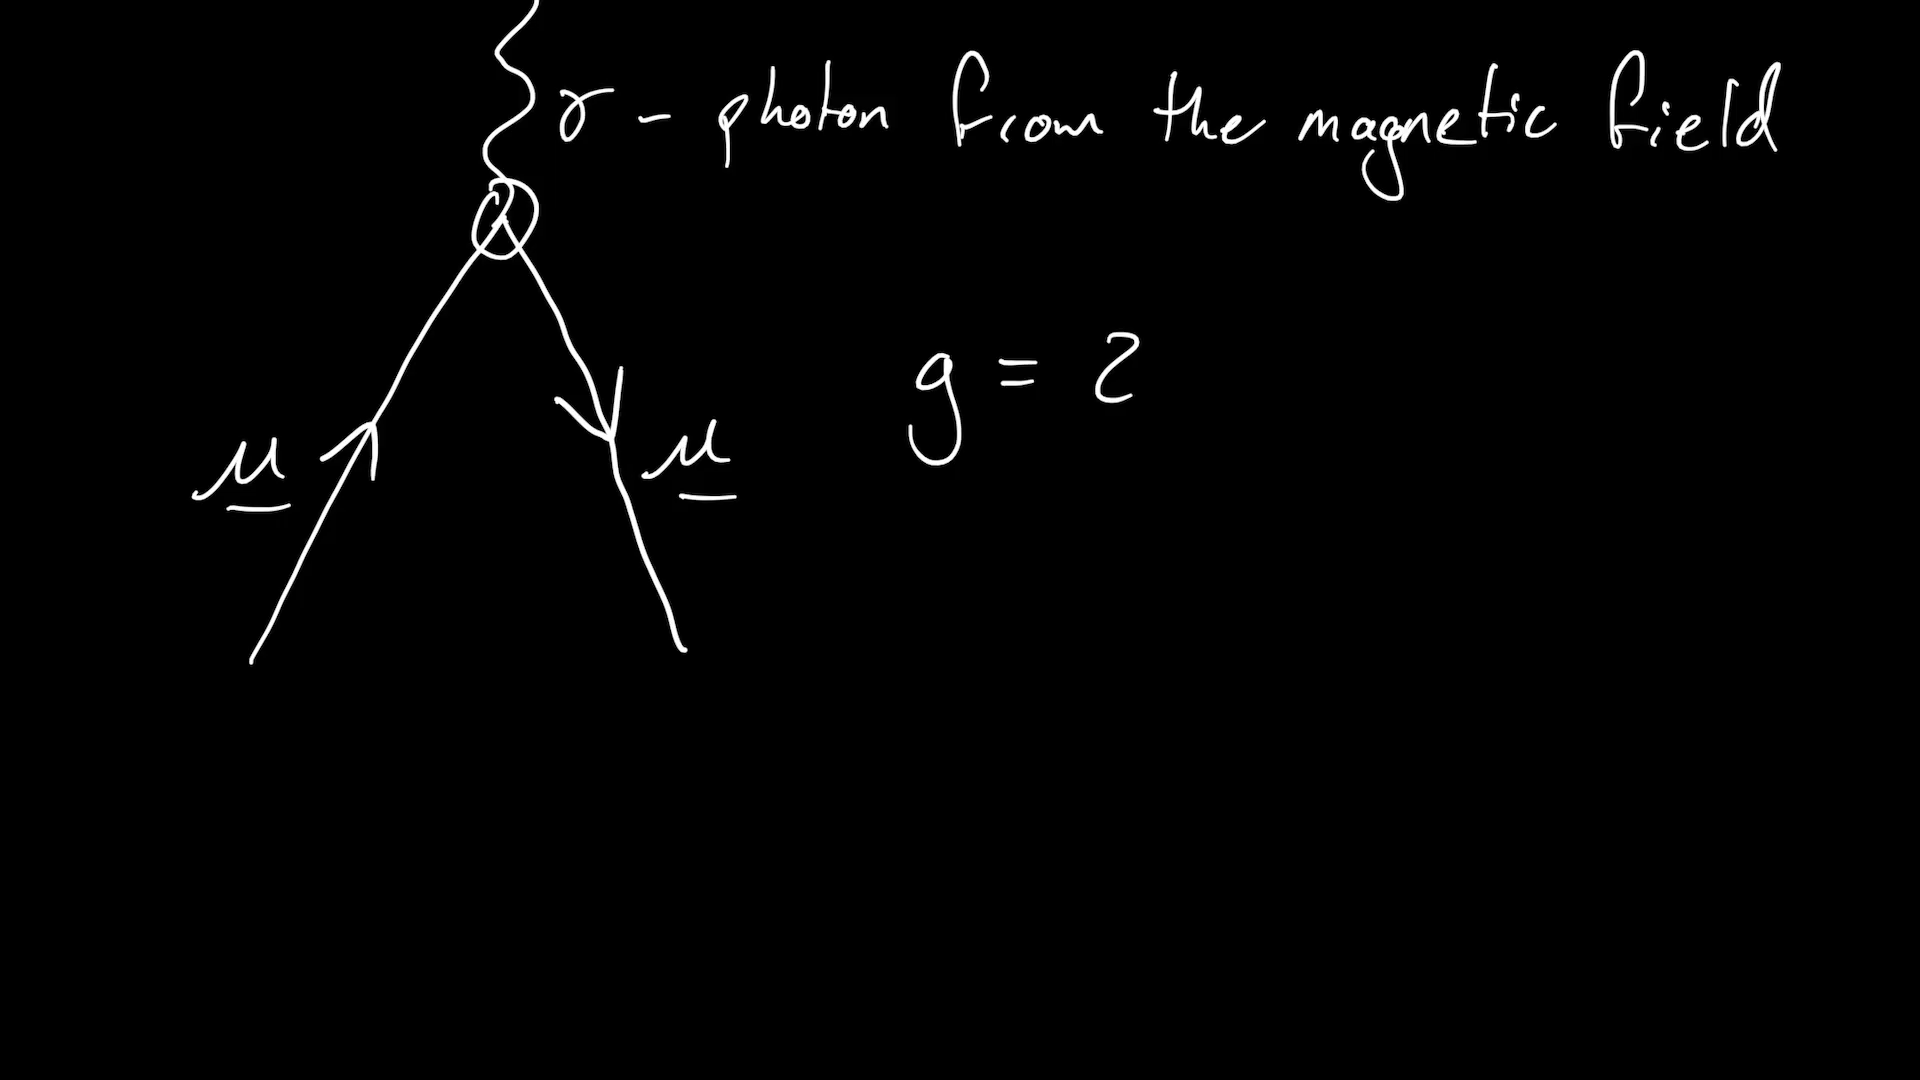 γ - photon from the magnetic field
g = 2
μ μ